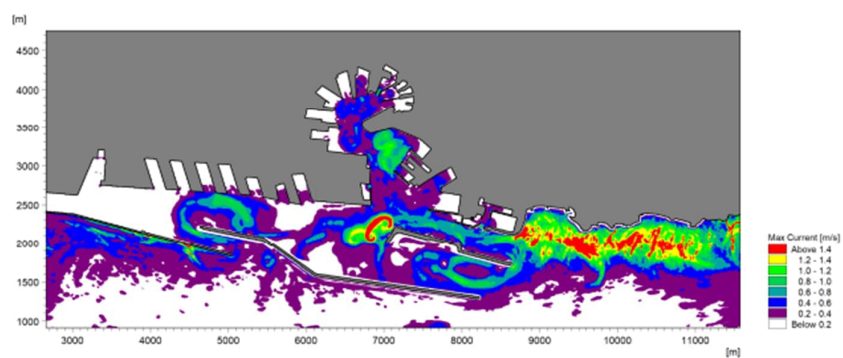 [m]
4500
4000
3500
3000
2500
2000
1500
1000
3000 4000 5000 6000 7000 8000 9000 10000 11000
[m]
Max Current [m/s]
Above 1.4
1.2 - 1.4
1.0 - 1.2
0.8 - 1.0
0.6 - 0.8
0.4 - 0.6
0.2 - 0.4
Below 0.2